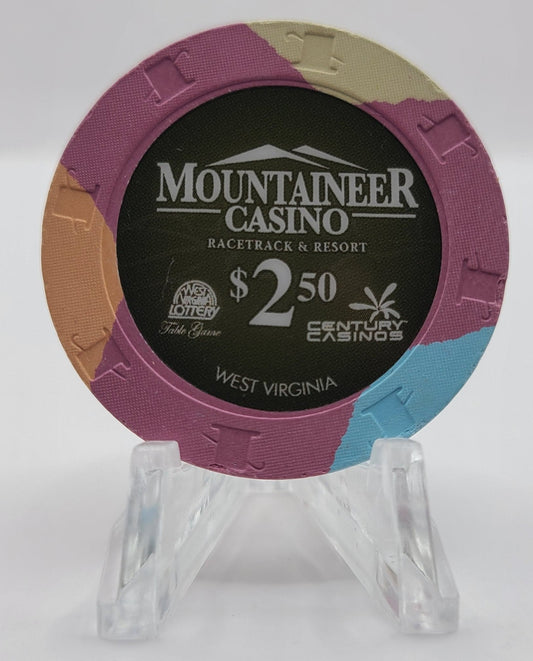 MOUNTAINEER
CASINO
RACETRACK & RESORT
$2.50
WEST
VIRGINIA
LOTTERY
Table Game
CENTURY
CASINOS
WEST VIRGINIA